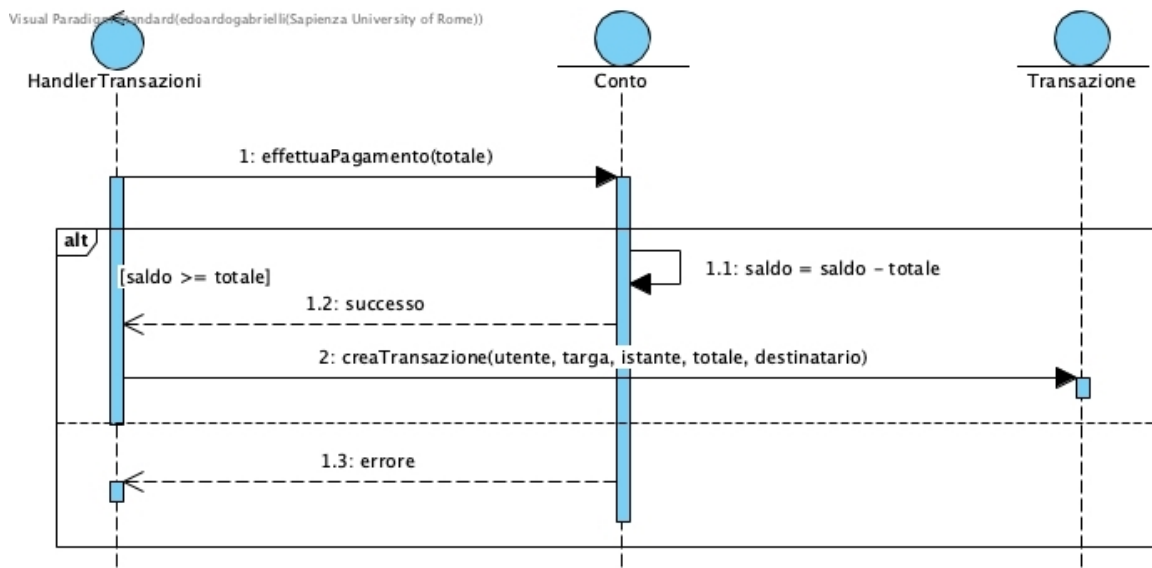 Visual Paradigm Standard(edoardogabrielli(Sapienza University of Rome))
HandlerTransazioni
Conto
Transazione
1: effettuaPagamento(totale)
alt
[saldo >= totale]
1.1: saldo = saldo - totale
1.2: successo
2: creaTransazione(utente, targa, istante, totale, destinatario)
1.3: errore